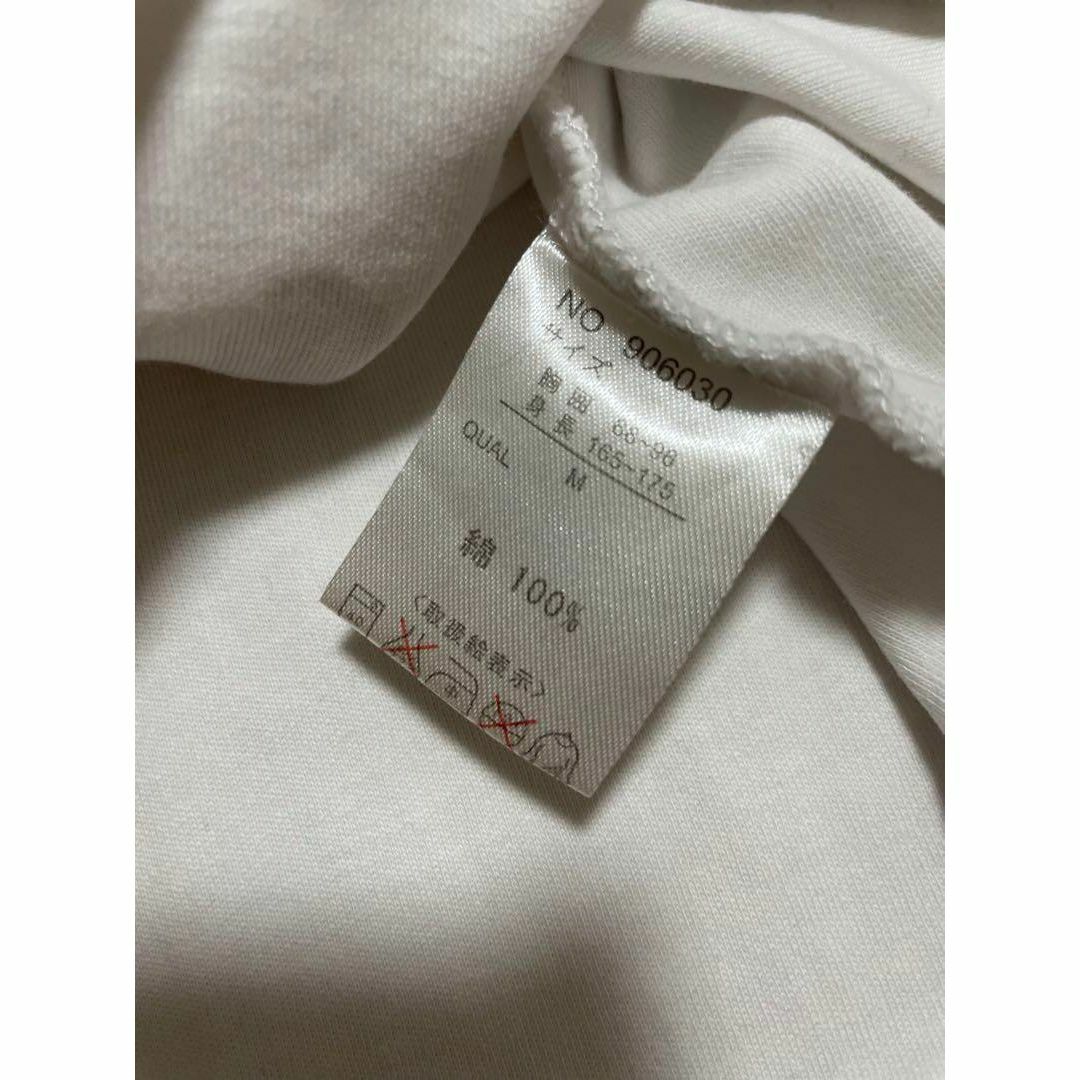 NO 906030
サイズ
胸囲 88~96
身長 165~175
M
QUAL
綿 100%
<取扱絵表示>